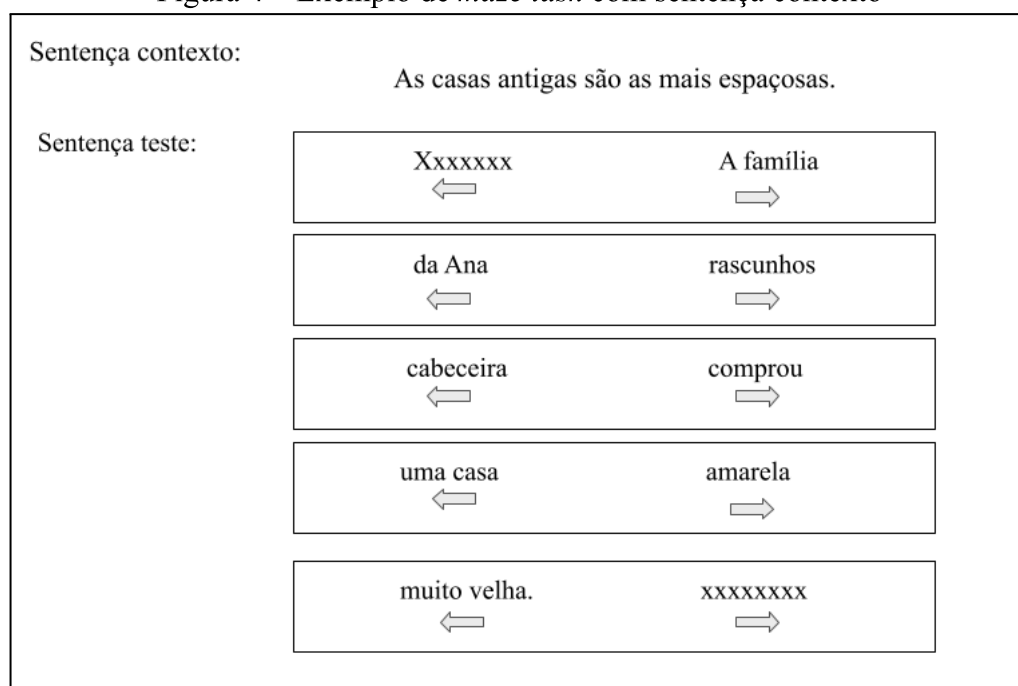 Sentença contexto:
As casas antigas são as mais espaçosas.
Sentença teste:
Xxxxxxx A família
da Ana rascunhos
cabeceira comprou
uma casa amarela
muito velha. xxxxxxxx